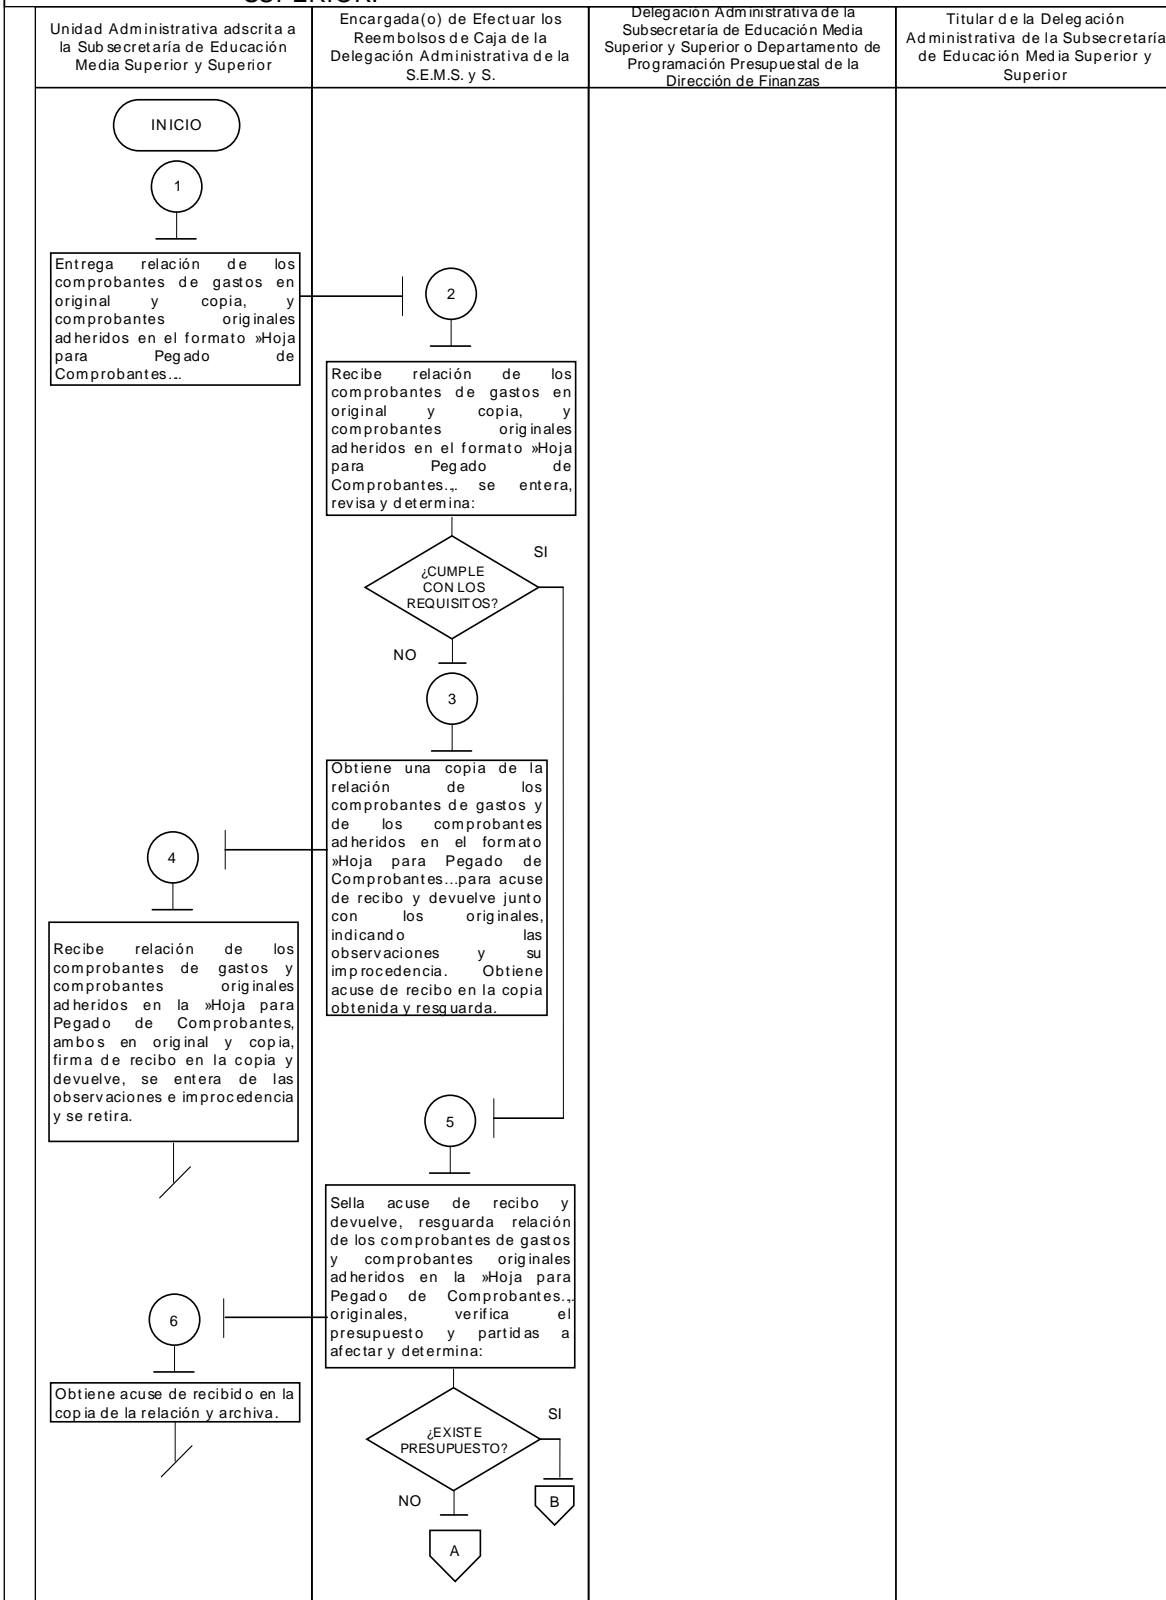 SUPERIOR.
Unidad Administrativa adscrita a
la Subsecretaría de Educación
Media Superior y Superior
Encargada(o) de Efectuar los
Reembolsos de Caja de la
Delegación Administrativa de la
S.E.M.S. y S.
Delegación Administrativa de la
Subsecretaría de Educación Media
Superior y Superior o Departamento de
Programación Presupuestal de la
Dirección de Finanzas
Titular de la Delegación
Administrativa de la Subsecretaría
de Educación Media Superior y
Superior
INICIO
1
Entrega relación de los
comprobantes de gastos en
original y copia, y
comprobantes originales
adheridos en el formato »Hoja
para Pegado de
Comprobantes...
2
Recibe relación de los
comprobantes de gastos en
original y copia, y
comprobantes originales
adheridos en el formato »Hoja
para Pegado de
Comprobantes... se entera,
revisa y determina:
SI
¿CUMPLE
CON LOS
REQUISITOS?
NO
3
Obtiene una copia de la
relación de los
comprobantes de gastos y
de los comprobantes
adheridos en el formato
»Hoja para Pegado de
Comprobantes...para acuse
de recibo y devuelve junto
con los originales,
indicando las
observaciones y su
improcedencia. Obtiene
acuse de recibo en la copia
obtenida y resguarda.
4
Recibe relación de los
comprobantes de gastos y
comprobantes originales
adheridos en la »Hoja para
Pegado de Comprobantes,
ambos en original y copia,
firma de recibo en la copia y
devuelve, se entera de las
observaciones e improcedencia
y se retira.
5
Sella acuse de recibo y
devuelve, resguarda relación
de los comprobantes de gastos
y comprobantes originales
adheridos en la »Hoja para
Pegado de Comprobantes...
originales, verifica el
presupuesto y partidas a
afectar y determina:
6
Obtiene acuse de recibido en la
copia de la relación y archiva.
SI
¿EXISTE
PRESUPUESTO?
NO
B
A